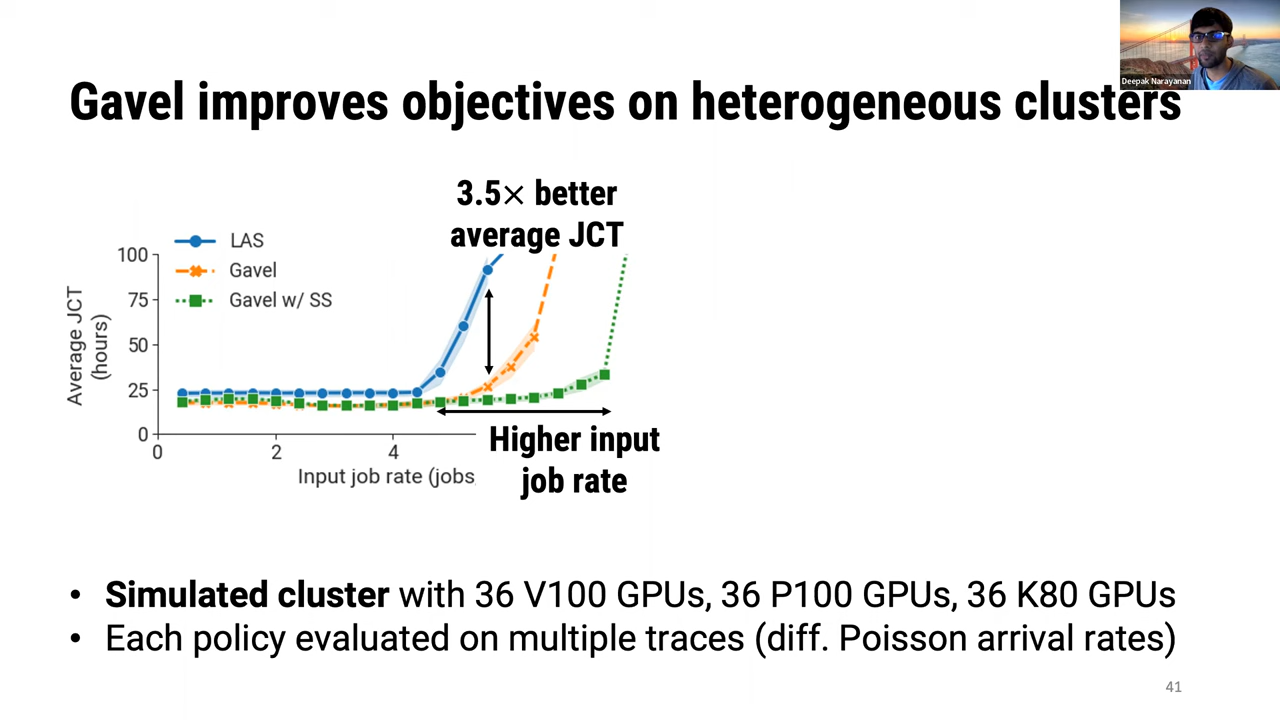 Deepak Narayanan
Gavel improves objectives on heterogeneous clusters
3.5× better
average JCT
LAS
Gavel
Gavel w/ SS
100
75
50
25
0
Average JCT
(hours)
0
2
4
Input job rate (jobs
Higher input
job rate
• Simulated cluster with 36 V100 GPUs, 36 P100 GPUs, 36 K80 GPUs
• Each policy evaluated on multiple traces (diff. Poisson arrival rates)
41